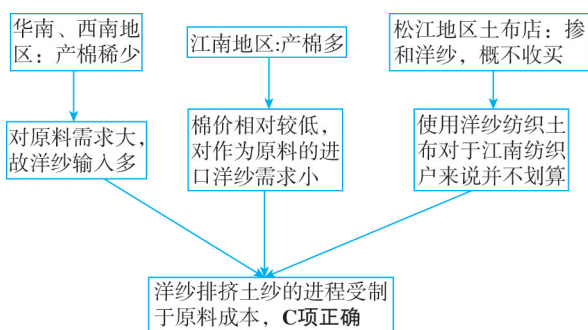 华南、西南地
区：产棉稀少
江南地区:产棉多
松江地区土布店：掺
和洋纱，概不收买
对原料需求大，
故洋纱输入多
棉价相对较低，
对作为原料的进
口洋纱需求小
使用洋纱纺织土
布对于江南纺织
户来说并不划算
洋纱排挤土纱的进程受制
于原料成本，C项正确